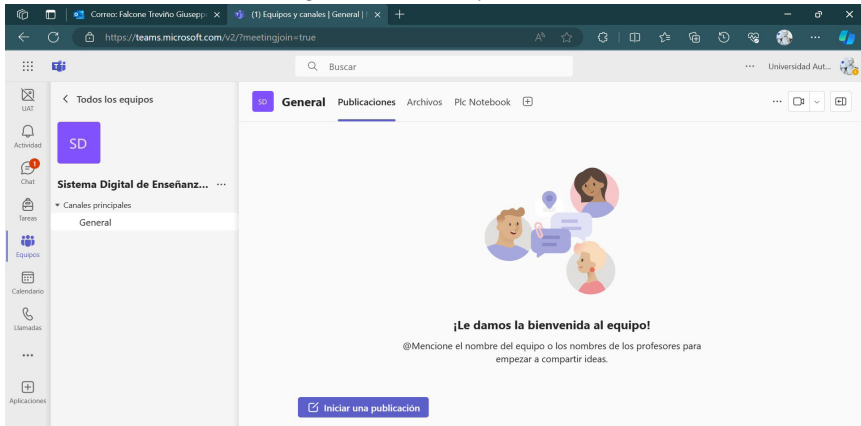 Correo: Falcone Treviño Giusepp
(1) Equipos y canales | General |
https://teams.microsoft.com/v2/?meetingjoin=true
Buscar
Universidad Aut...
UAT
Actividad
Chat
1
Tareas
Equipos
Calendario
Llamadas
Aplicaciones
Todos los equipos
SD
Sistema Digital de Enseñanz...
Canales principales
General
SD General Publicaciones Archivos Plc Notebook
¡Le damos la bienvenida al equipo!
@Mencione el nombre del equipo o los nombres de los profesores para
empezar a compartir ideas.
Iniciar una publicación